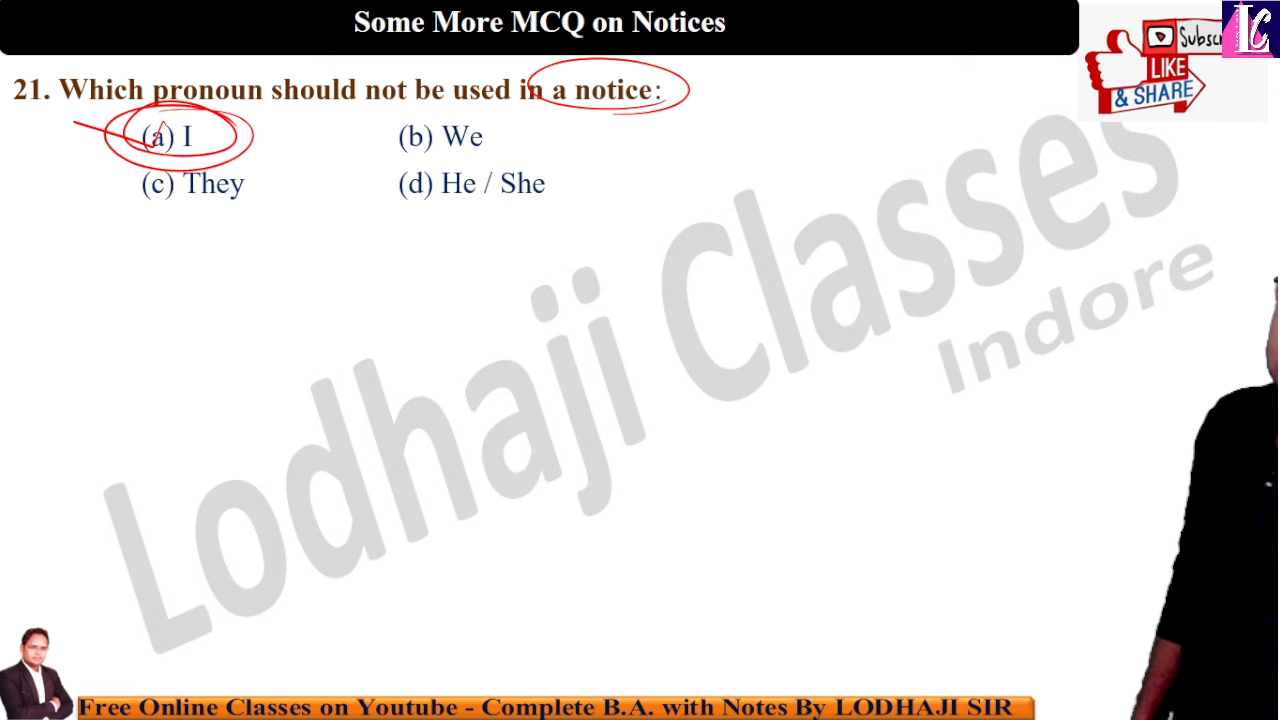 Some More MCQ on Notices
21. Which pronoun should not be used in a notice:
(a) I (b) We
(c) They (d) He / She
LIKE
& SHARE
LC
Lodhaji Classes
Indore
Free Online Classes on Youtube - Complete B.A. with Notes By LODHAJI SIR